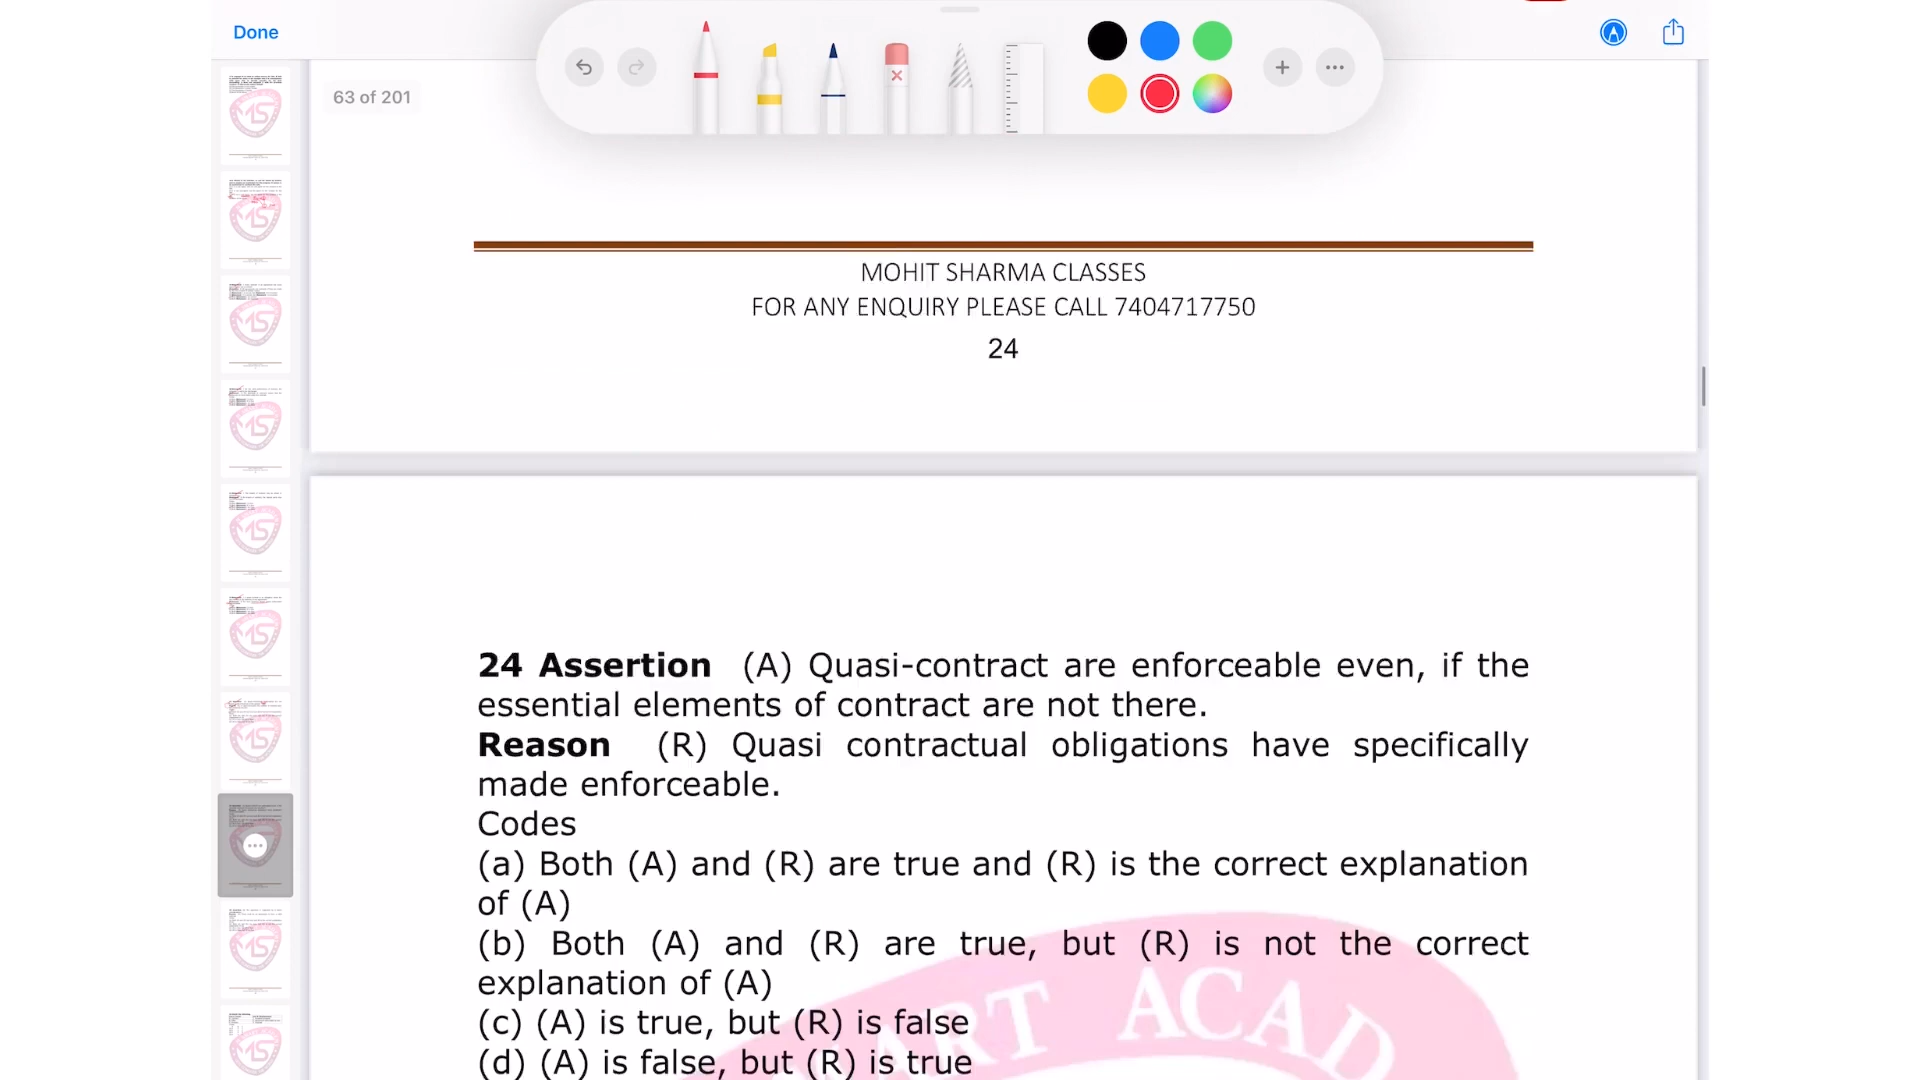 Done
63 of 201
MOHIT SHARMA CLASSES
FOR ANY ENQUIRY PLEASE CALL 7404717750
24
24 Assertion (A) Quasi-contract are enforceable even, if the
essential elements of contract are not there.
Reason (R) Quasi contractual obligations have specifically
made enforceable.
Codes
(a) Both (A) and (R) are true and (R) is the correct explanation
of (A)
(b) Both (A) and (R) are true, but (R) is not the correct
explanation of (A)
(c) (A) is true, but (R) is false
(d) (A) is false, but (R) is true
ART ACAD